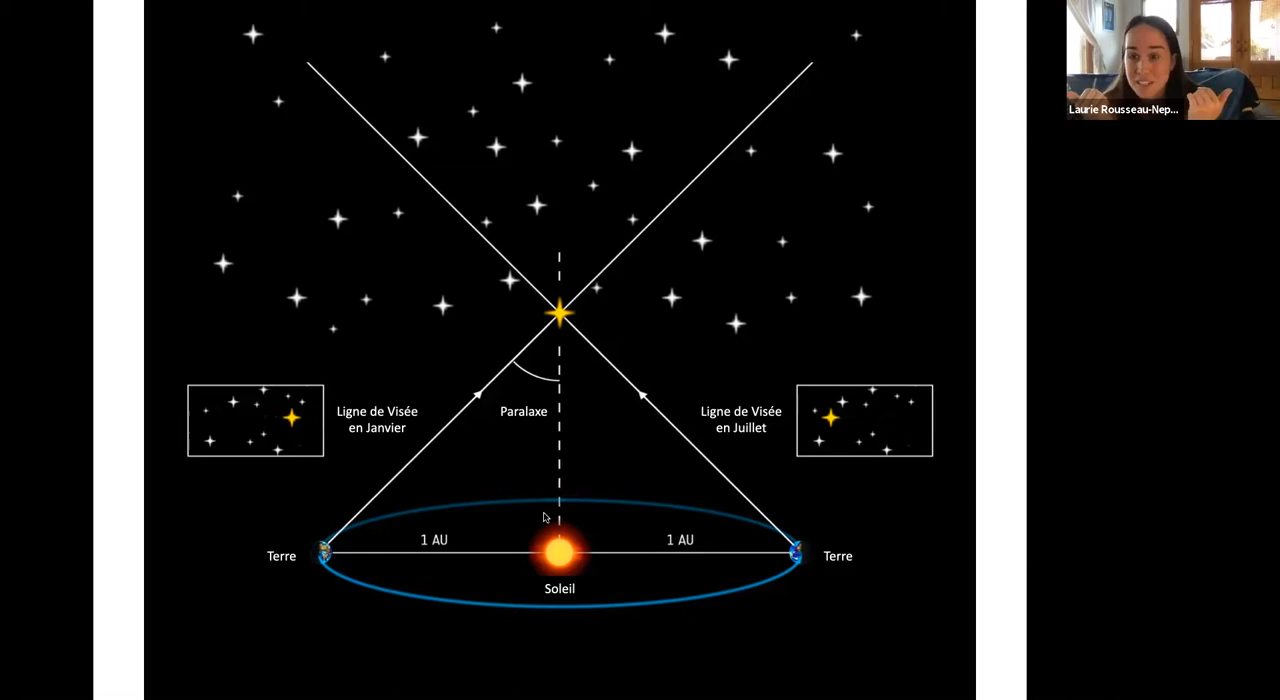 Laurie Rousseau-Nep...
Ligne de Visée
en Janvier
Paralaxe
Ligne de Visée
en Juillet
1 AU
1 AU
Terre
Terre
Soleil